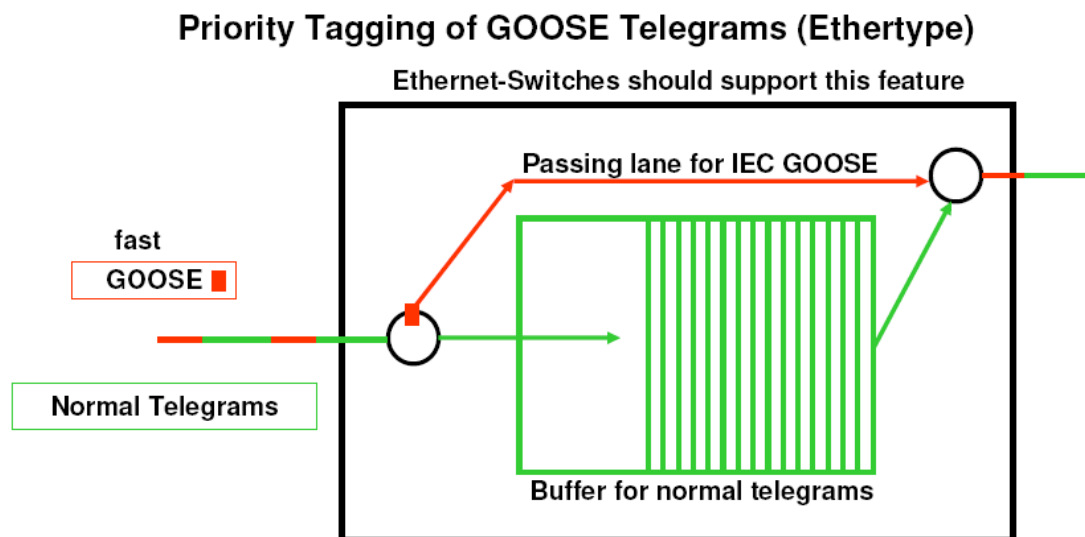 Priority Tagging of GOOSE Telegrams (Ethertype)
Ethernet-Switches should support this feature
Passing lane for IEC GOOSE
fast
GOOSE
Normal Telegrams
Buffer for normal telegrams